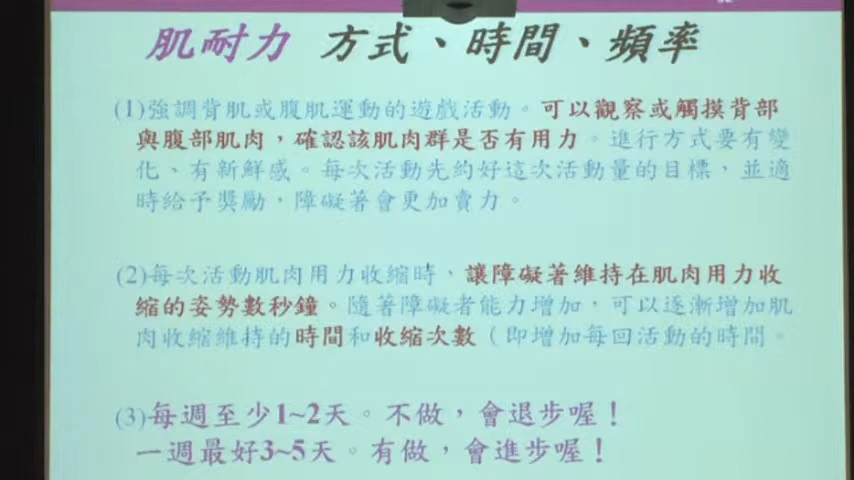 肌耐力 方式、時間、頻率
(1)強調背肌或腹肌運動的遊戲活動。可以觀察或觸摸背部
與腹部肌肉，確認該肌肉群是否有用力。進行方式要有變
化、有新鮮感。每次活動先約好這次活動量的目標，並適
時給予獎勵，障礙著會更加賣力。
(2)每次活動肌肉用力收縮時，讓障礙著維持在肌肉用力收
縮的姿勢數秒鐘。隨著障礙者能力增加，可以逐漸增加肌
肉收縮維持的時間和收縮次數（即增加每回活動的時間。
(3)每週至少1~2天。不做，會退步喔！
一週最好3~5天。有做，會進步喔！